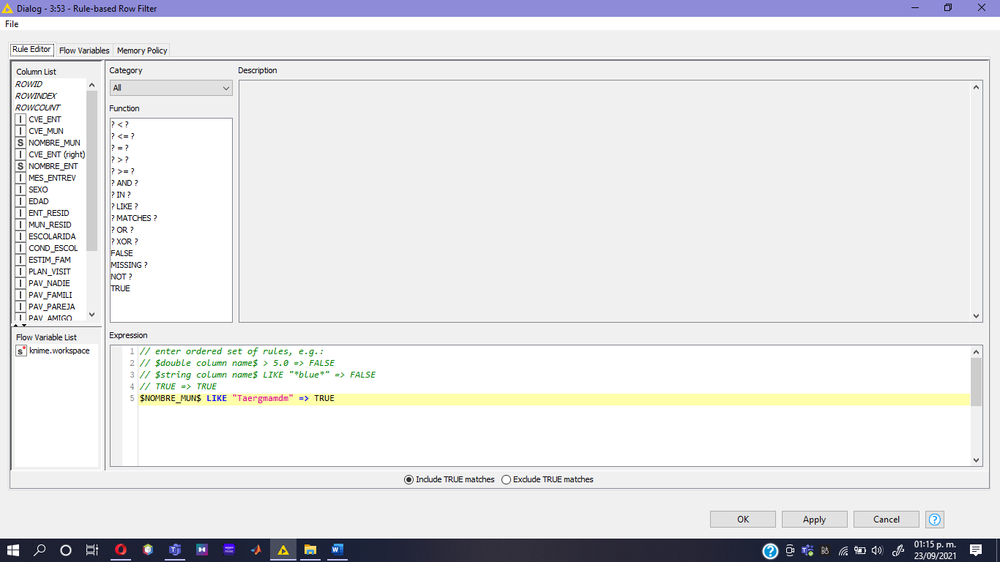 Dialog - 3:53 - Rule-based Row Filter
File
Rule Editor
Flow Variables
Memory Policy
Column List
ROWID
ROWINDEX
ROWCOUNT
I CVE_ENT
I CVE_MUN
S NOMBRE_MUN
I CVE_ENT (right)
S NOMBRE_ENT
I MES_ENTREV
I SEXO
I EDAD
I ENT_RESID
I MUN_RESID
I ESCOLARIDA
I COND_ESCOL
I ESTIM_FAM
I PLAN_VISIT
I PAV_NADIE
I PAV_FAMILI
I PAV_PAREJA
I PAV_AMIGO
Flow Variable List
s knime.workspace
Category
All
Function
? < ?
? <= ?
? = ?
? > ?
? >= ?
? AND ?
? IN ?
? LIKE ?
? MATCHES ?
? OR ?
? XOR ?
FALSE
MISSING ?
NOT ?
TRUE
Description
Expression
1 // enter ordered set of rules, e.g.:
2 // $double column name$ > 5.0 => FALSE
3 // $string column name$ LIKE "*blue*" => FALSE
4 // TRUE => TRUE
5 $NOMBRE_MUN$ LIKE "Taergmamdm" => TRUE
Include TRUE matches
Exclude TRUE matches
OK
Apply
Cancel
?
W
?
01:15 p. m.
23/09/2021